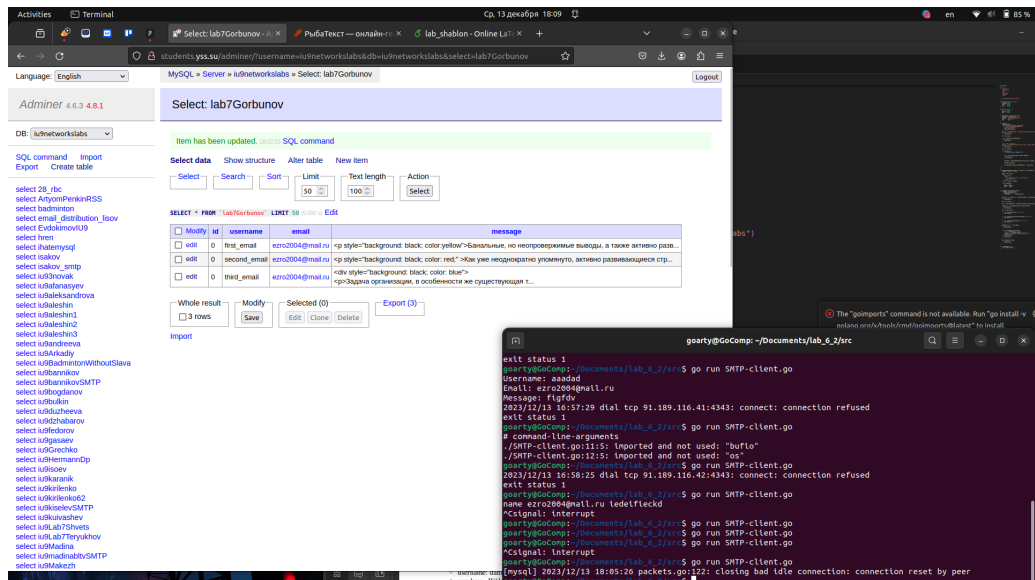 Activities
Terminal
Ср, 13 декабря 18:09
en
85 %
Select: lab7Gorbunov - A
РыбаТекст — онлайн-ге
lab_shablon - Online LaT
students.yss.su/adminer/?username=iu9networkslabs&db=iu9networkslabs&select=lab7Gorbunov
Language: English
MySQL » Server » iu9networkslabs » Select: lab7Gorbunov
Logout
Adminer 4.6.3 4.8.1
Select: lab7Gorbunov
DB: iu9networkslabs
Item has been updated. SQL command
SQL command Import
Export Create table
Select data Show structure Alter table New item
Select Search Sort Limit Text length Action
50 100 Select
SELECT * FROM `lab7Gorbunov` LIMIT 50 Edit
Modify id username email message
edit 0 first_email ezro2004@mail.ru <p style="background: black; color:yellow">Банальные, но неопровержимые выводы, а также активно разв...
edit 0 second_email ezro2004@mail.ru <p style="background: black; color: red;" >Как уже неоднократно упомянуто, активно развивающиеся стр...
edit 0 third_email ezro2004@mail.ru <div style="background: black; color: blue">
<p>Задача организации, в особенности же существующая т...
Whole result Modify Selected (0) Export (3)
3 rows Save Edit Clone Delete
Import
select 28_rbc
select ArtyomPenkinRSS
select badminton
select email_distribution_lisov
select EvdokimovIU9
select hren
select ihatemysql
select isakov
select isakov_smtp
select iu93novak
select iu9afanasyev
select iu9aleksandrova
select iu9aleshin
select iu9aleshin1
select iu9aleshin2
select iu9aleshin3
select iu9andreeva
select iu9Arkadiy
select iu9BadmintonWithoutSlava
select iu9bannikov
select iu9bannikovSMTP
select iu9bogdanov
select iu9bulkin
select iu9duzheeva
select iu9dzhabarov
select iu9fedorov
select iu9gasaev
select iu9Grechko
select iu9HermannDp
select iu9isoev
select iu9karanik
select iu9kirilenko
select iu9kirilenko62
select iu9kiselevSMTP
select iu9kuivashev
select iu9Lab7Shvets
select iu9Lab7Teryukhov
select iu9Madina
select iu9madinabltvSMTP
select iu9Makezh
abs")
The "goimports" command is not available. Run "go install -v
golang.org/x/tools/cmd/goimports@latest" to install.
goarty@GoComp: ~/Documents/lab_6_2/src
exit status 1
goarty@GoComp:~/Documents/lab_6_2/src$ go run SMTP-client.go
Username: aaadad
Email: ezro2004@mail.ru
Message: figfdv
2023/12/13 16:57:29 dial tcp 91.189.116.41:4343: connect: connection refused
exit status 1
goarty@GoComp:~/Documents/lab_6_2/src$ go run SMTP-client.go
# command-line-arguments
./SMTP-client.go:11:5: imported and not used: "bufio"
./SMTP-client.go:12:5: imported and not used: "os"
goarty@GoComp:~/Documents/lab_6_2/src$ go run SMTP-client.go
2023/12/13 16:58:25 dial tcp 91.189.116.42:4343: connect: connection refused
exit status 1
goarty@GoComp:~/Documents/lab_6_2/src$ go run SMTP-client.go
name ezro2004@mail.ru iedeifieckd
^Csignal: interrupt
goarty@GoComp:~/Documents/lab_6_2/src$ go run SMTP-client.go
goarty@GoComp:~/Documents/lab_6_2/src$ go run SMTP-client.go
^Csignal: interrupt
goarty@GoComp:~/Documents/lab_6_2/src$ go run SMTP-client.go
[mysql] 2023/12/13 18:05:26 packets.go:122: closing bad idle connection: connection reset by peer